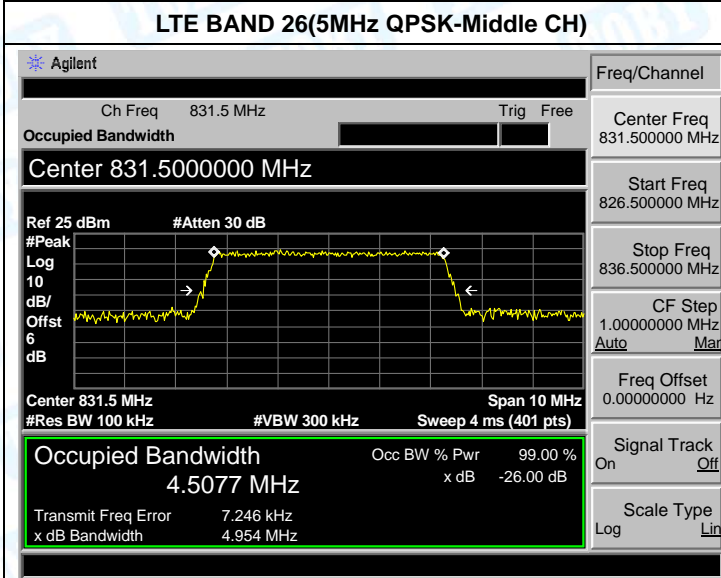 LTE BAND 26(5MHz QPSK-Middle CH)
Agilent
Freq/Channel
Ch Freq 831.5 MHz Trig Free
Occupied Bandwidth
Center Freq
831.500000 MHz
Center 831.5000000 MHz
Start Freq
826.500000 MHz
Ref 25 dBm #Atten 30 dB
#Peak
Log
10
dB/
Offst
6
dB
Stop Freq
836.500000 MHz
CF Step
1.00000000 MHz
Auto Man
Center 831.5 MHz Span 10 MHz
#Res BW 100 kHz #VBW 300 kHz Sweep 4 ms (401 pts)
Freq Offset
0.00000000 Hz
Occupied Bandwidth Occ BW % Pwr 99.00 %
4.5077 MHz x dB -26.00 dB
Signal Track
On Off
Transmit Freq Error 7.246 kHz
x dB Bandwidth 4.954 MHz
Scale Type
Log Lin